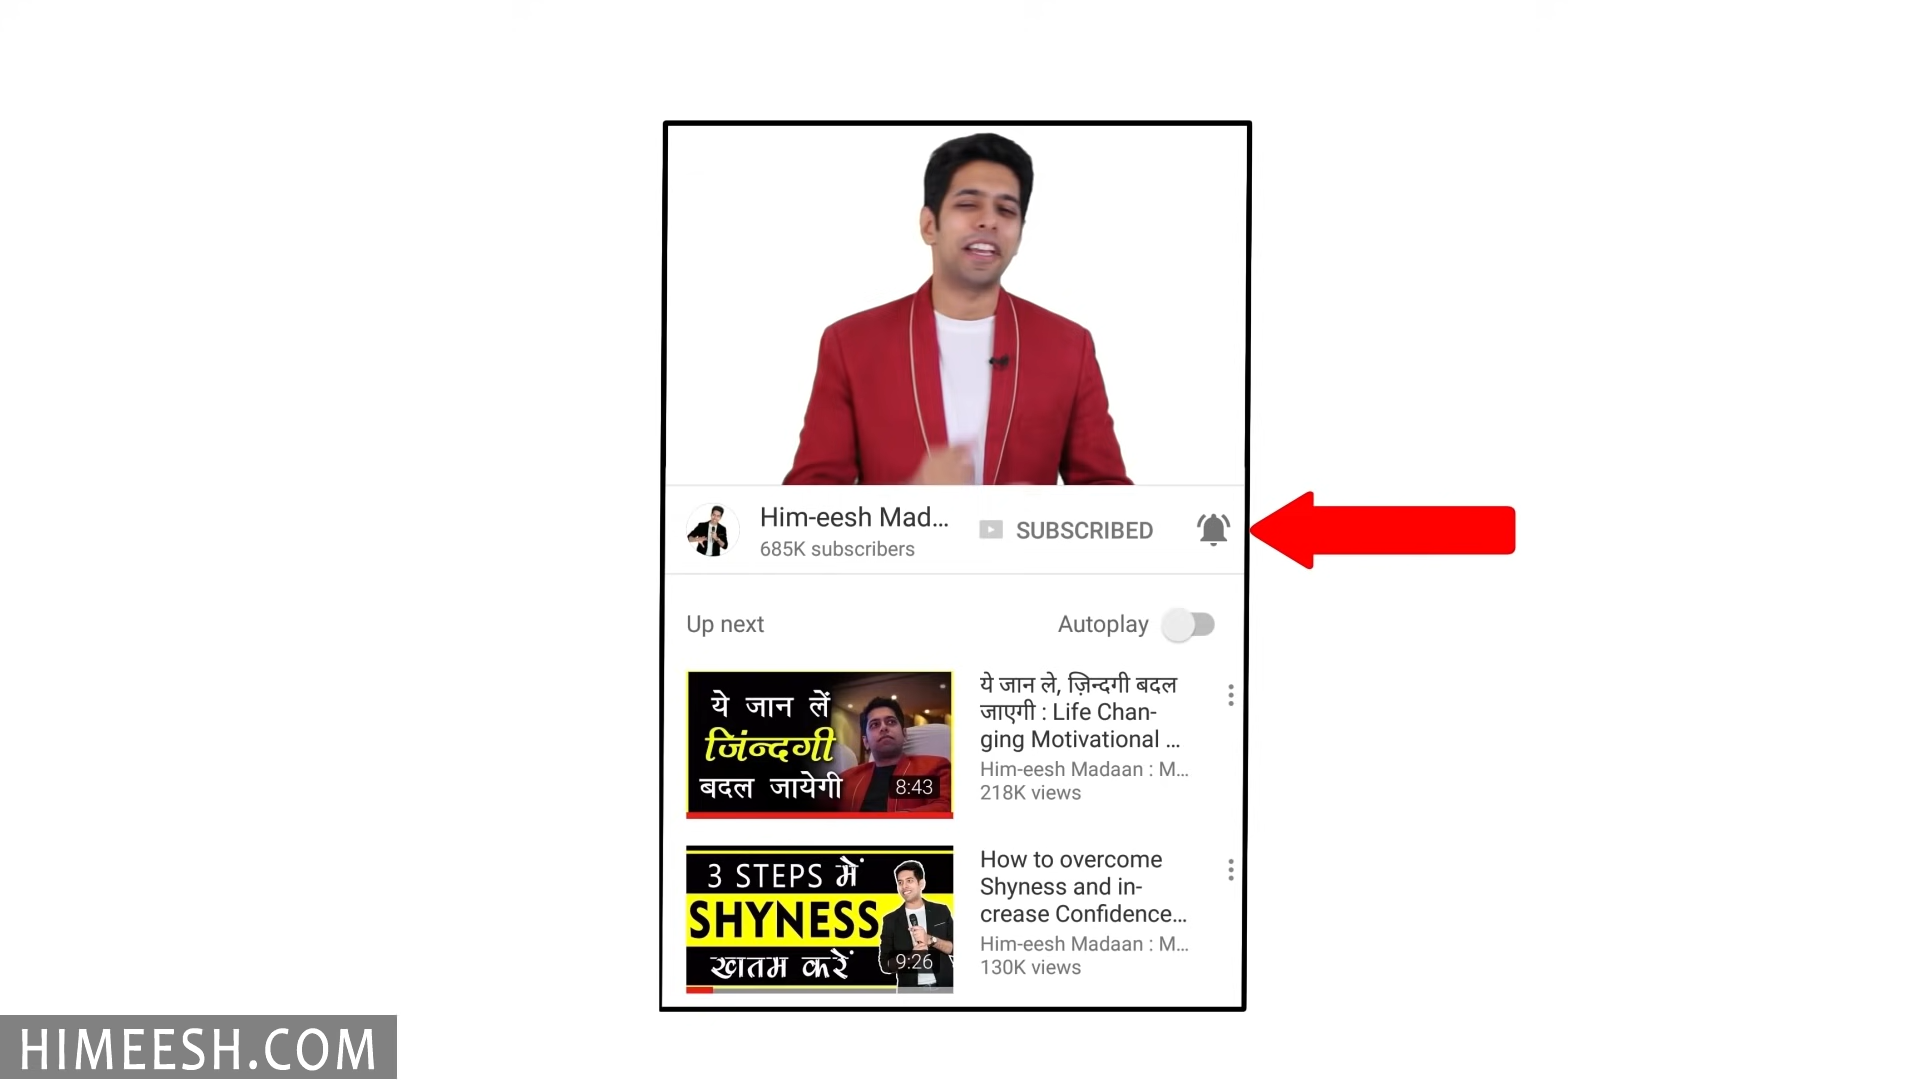 Him-eesh Mad...
SUBSCRIBED
685K subscribers
Up next
Autoplay
ये जान लें
जिंन्दगी
बदल जायेगी
8:43
ये जान ले, ज़िन्दगी बदल
जाएगी : Life Chan-
ging Motivational ...
Him-eesh Madaan : M...
218K views
3 STEPS में
SHYNESS
खतम करें
9:26
How to overcome
Shyness and in-
crease Confidence...
Him-eesh Madaan : M...
130K views
HIMEESH.COM